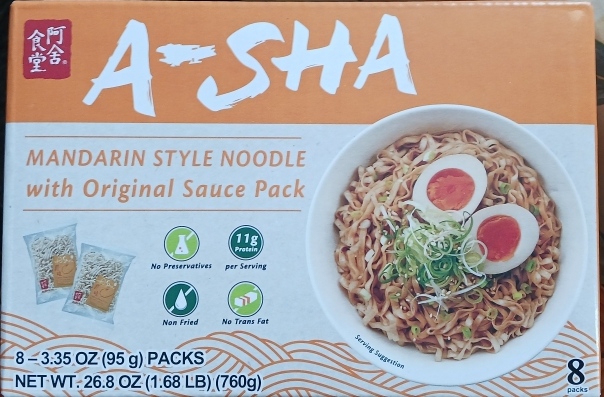 阿舍
食堂
®
A-SHA
MANDARIN STYLE NOODLE
with Original Sauce Pack
No Preservatives
11g
Protein
per Serving
Non Fried
No Trans Fat
8 – 3.35 OZ (95 g) PACKS
NET WT. 26.8 OZ (1.68 LB) (760g)
Serving Suggestion
8
packs